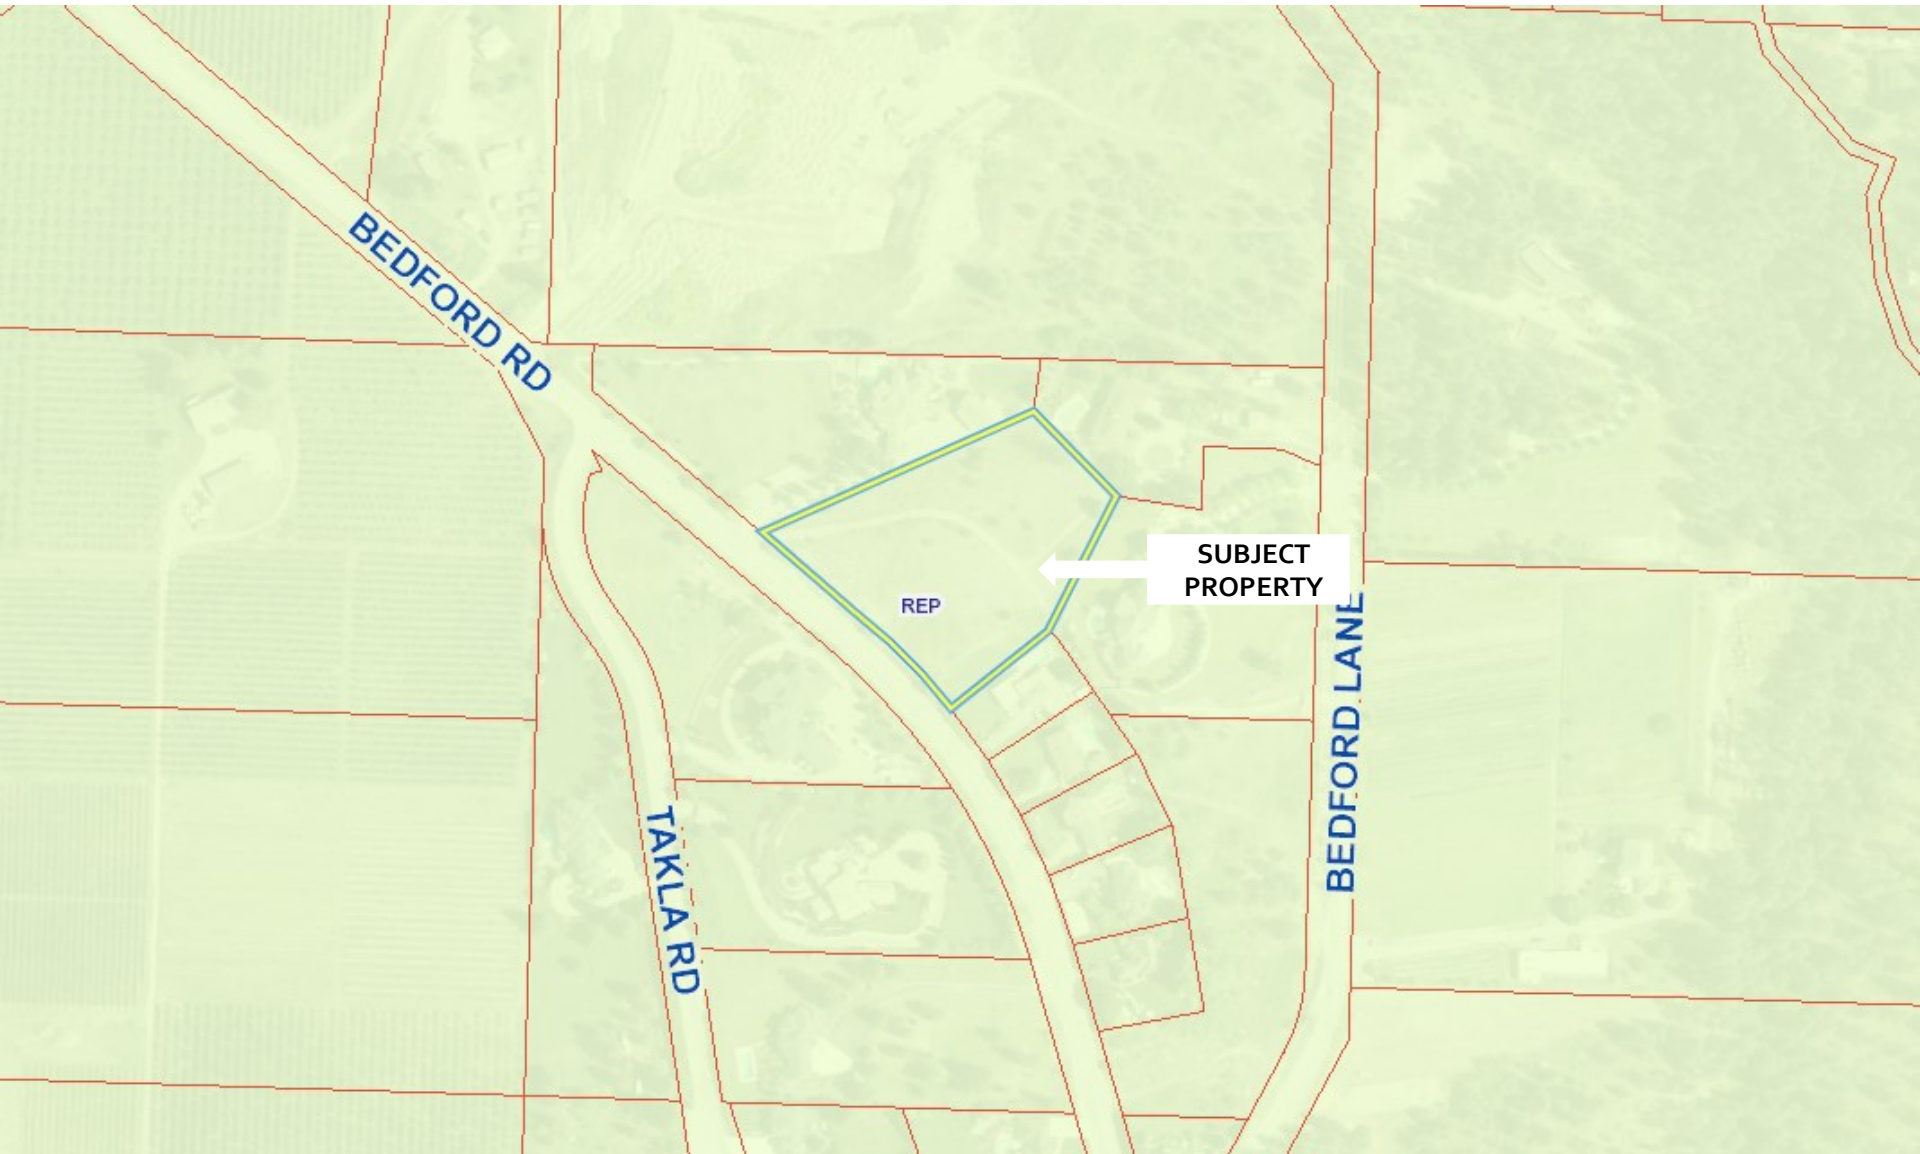 BEDFORD RD
SUBJECT
PROPERTY
REP
BEDFORD LANE
TAKLA RD